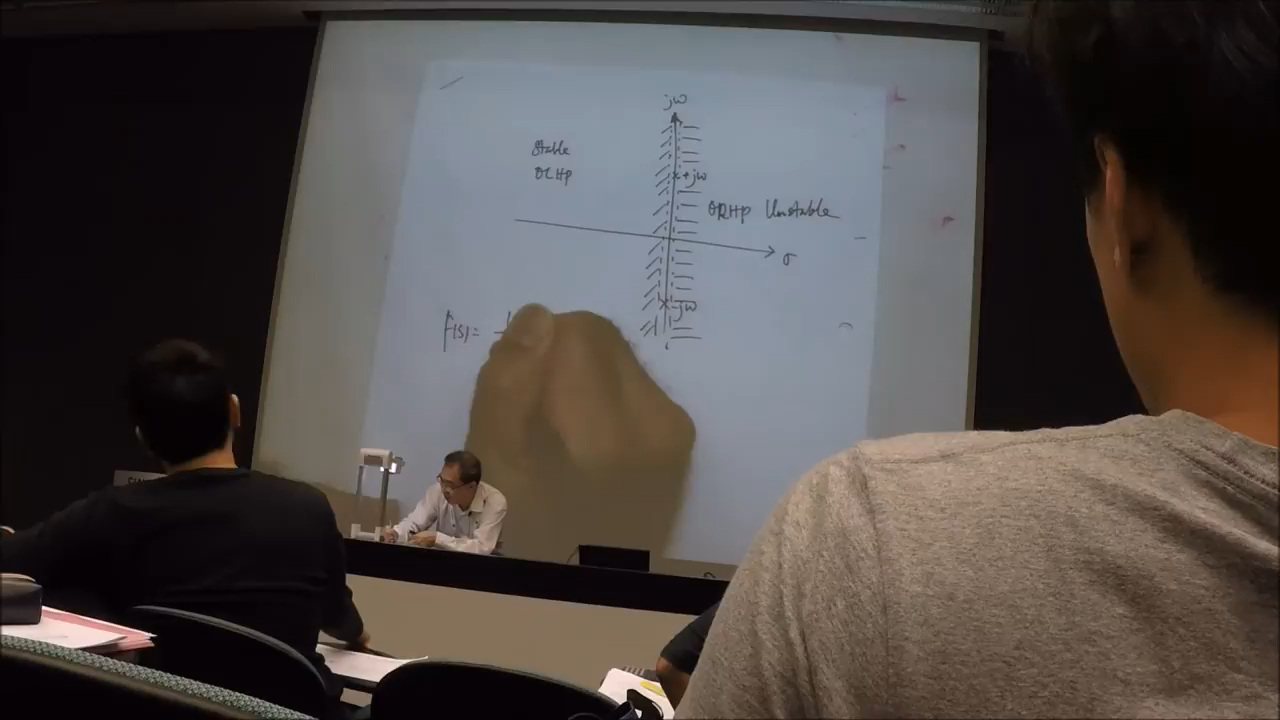 jω
Stable
OLHP
x + jω
ORHP Unstable
σ
x - jω
F(s) =